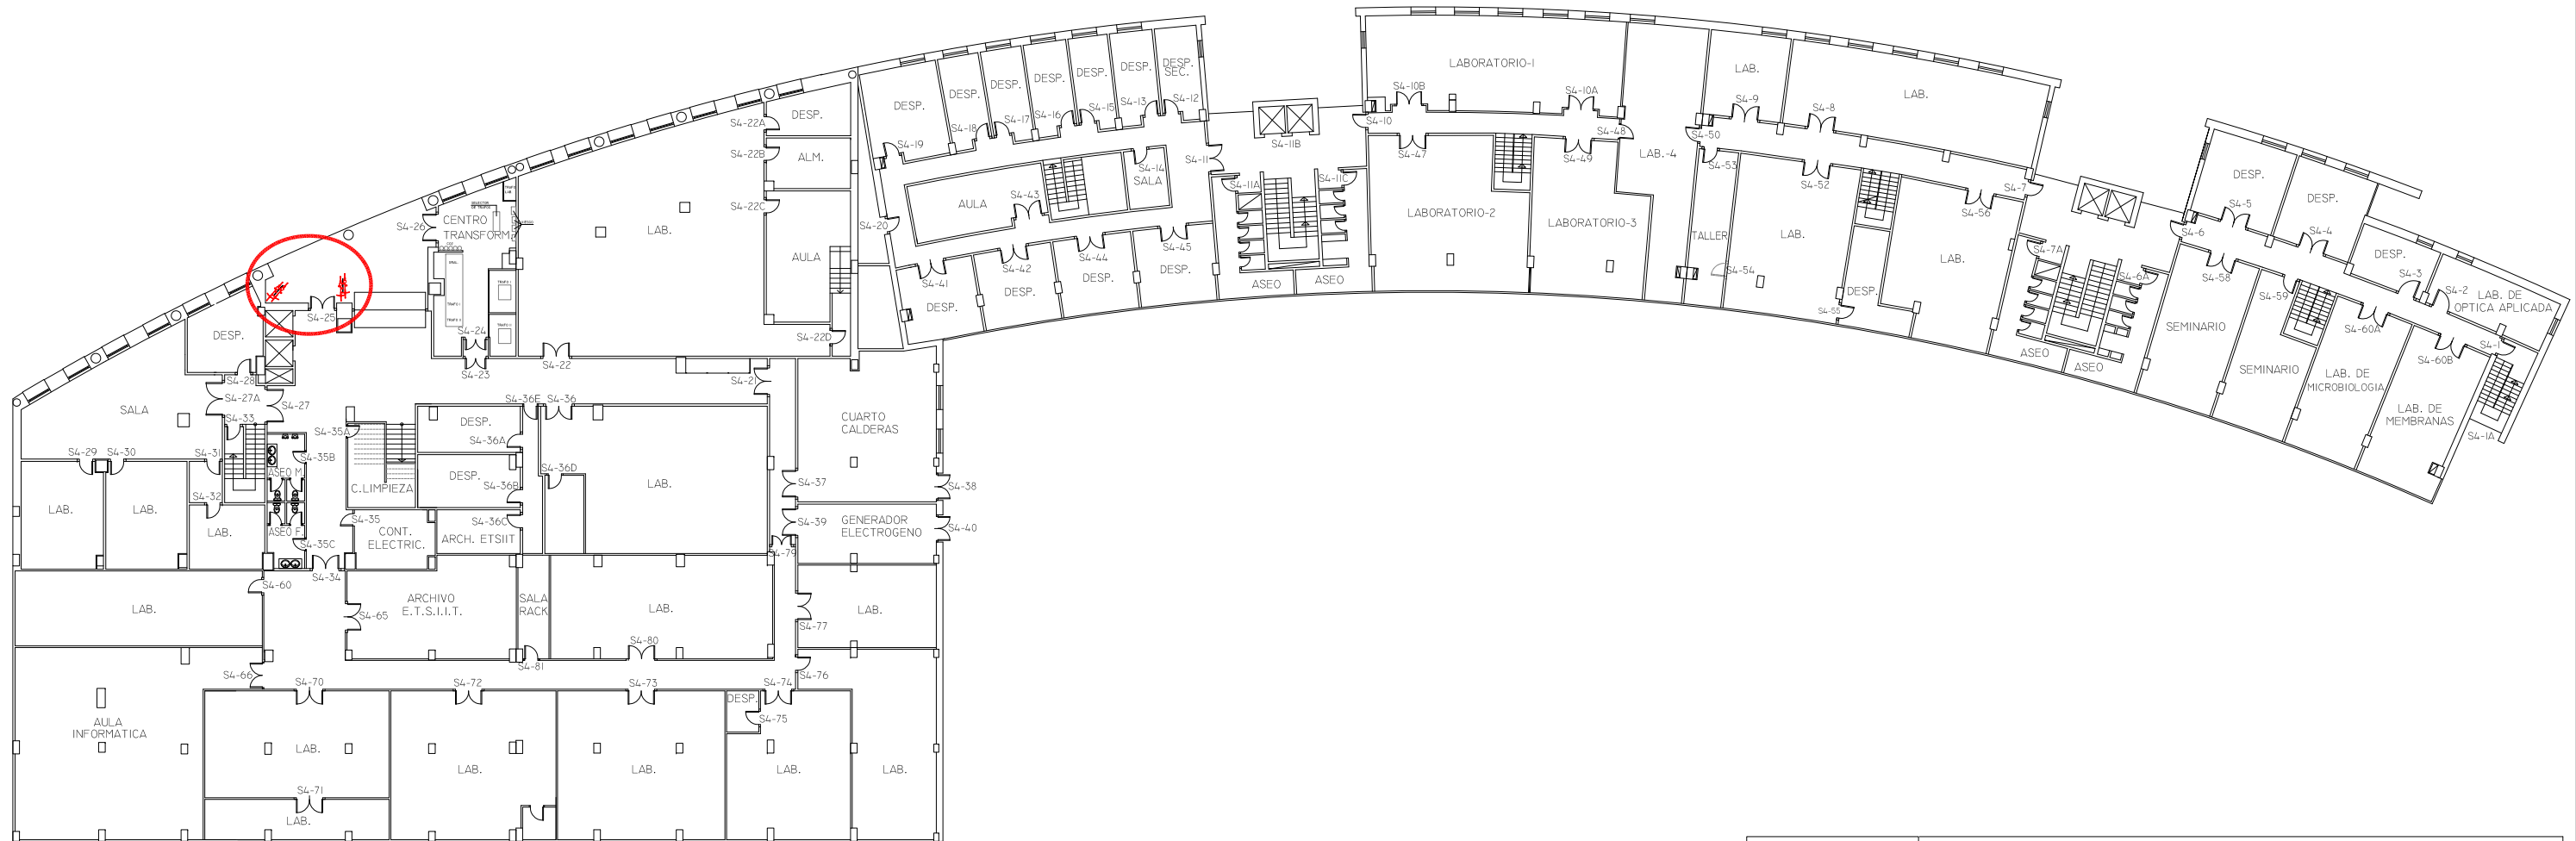 LABORATORIO-1
LAB.
LAB.
S4-10B
S4-10A
S4-9
S4-8
S4-10
S4-47
S4-49
S4-48
S4-50
LAB.-4
S4-53
S4-52
S4-56
S4-7
DESP.
DESP.
DESP.
DESP.
DESP.
DESP.
DESP.
SEC.
S4-19
S4-18
S4-17
S4-16
S4-15
S4-13
S4-12
S4-11
S4-11B
S4-14
SALA
S4-43
AULA
S4-20
S4-11A
S4-11C
S4-41
S4-42
S4-44
S4-45
DESP.
DESP.
DESP.
DESP.
ASEO
ASEO
LABORATORIO-2
LABORATORIO-3
TALLER
S4-54
LAB.
DESP.
S4-55
LAB.
S4-7A
S4-6A
ASEO
ASEO
S4-6
DESP.
S4-5
DESP.
S4-4
DESP.
S4-3
S4-2
LAB. DE
OPTICA APLICADA
S4-58
S4-59
S4-60A
S4-60B
S4-1
S4-1A
SEMINARIO
SEMINARIO
LAB. DE
MICROBIOLOGIA
LAB. DE
MEMBRANAS
S4-22A
DESP.
S4-22B
ALM.
S4-22C
AULA
S4-22D
LAB.
S4-26
CENTRO
TRANSFORM.
S4-24
S4-23
S4-22
S4-21
S4-25
DESP.
S4-28
S4-27A
S4-27
SALA
S4-33
S4-29
S4-30
S4-31
S4-32
LAB.
LAB.
LAB.
S4-35A
S4-35B
ASEO M.
ASEO F.
S4-35C
S4-34
C.LIMPIEZA
S4-35
CONT.
ELECTRIC.
DESP.
S4-36A
DESP.
S4-36B
S4-36C
ARCH. ETSIIT
S4-36E
S4-36
S4-36D
LAB.
CUARTO
CALDERAS
S4-37
S4-38
S4-39
GENERADOR
ELECTROGENO
S4-40
S4-79
S4-60
LAB.
ARCHIVO
E.T.S.I.I.T.
S4-65
SALA
RACK
LAB.
S4-80
S4-81
LAB.
S4-77
S4-76
S4-66
S4-70
S4-72
S4-73
S4-74
DESP.
S4-75
AULA
INFORMATICA
LAB.
S4-71
LAB.
LAB.
LAB.
LAB.
LAB.